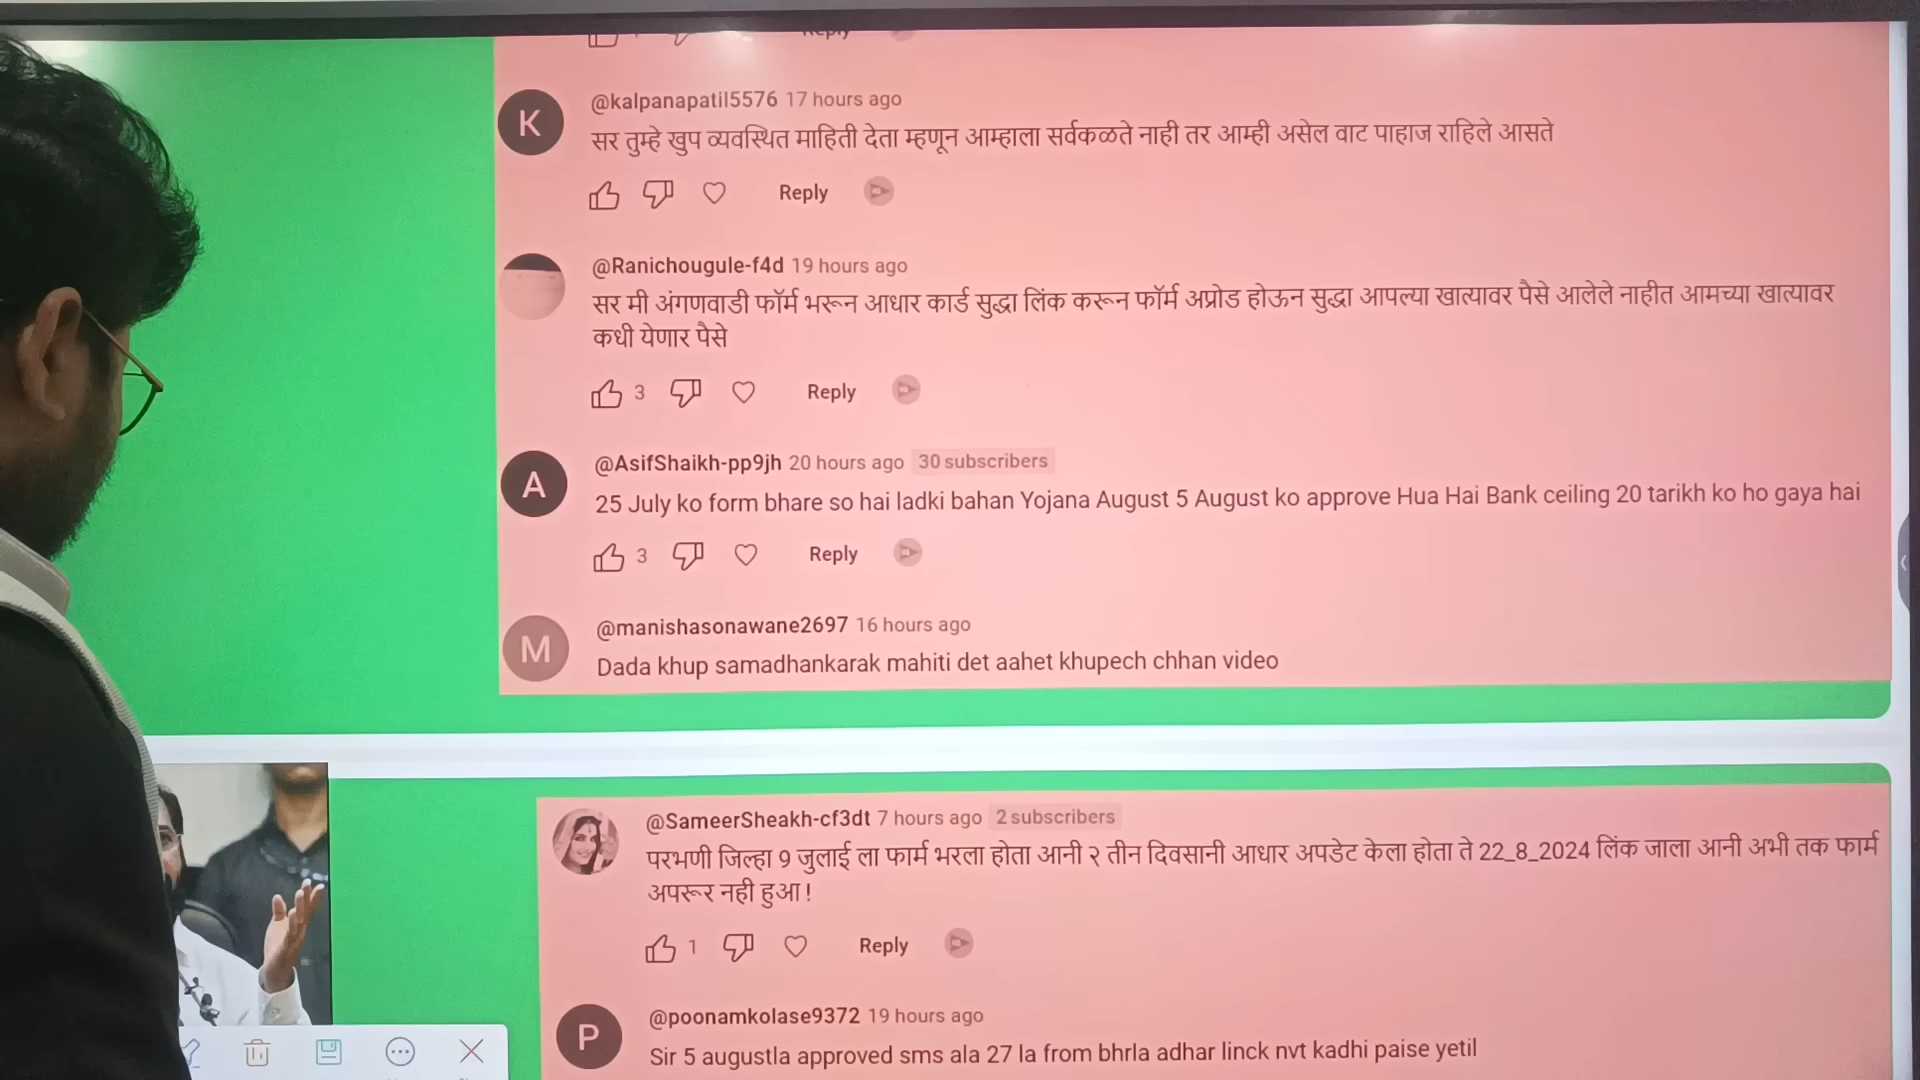 Reply
@kalpanapatil5576 17 hours ago
K
सर तुम्हे खुप व्यवस्थित माहिती देता म्हणून आम्हाला सर्वकळते नाही तर आम्ही असेल वाट पाहाज राहिले आसते
Reply
@Ranichougule-f4d 19 hours ago
सर मी अंगणवाडी फॉर्म भरून आधार कार्ड सुद्धा लिंक करून फॉर्म अप्रोड होऊन सुद्धा आपल्या खात्यावर पैसे आलेले नाहीत आमच्या खात्यावर
कधी येणार पैसे
3 Reply
@AsifShaikh-pp9jh 20 hours ago 30 subscribers
A
25 July ko form bhare so hai ladki bahan Yojana August 5 August ko approve Hua Hai Bank ceiling 20 tarikh ko ho gaya hai
3 Reply
@manishasonawane2697 16 hours ago
M
Dada khup samadhankarak mahiti det aahet khupech chhan video
@SameerSheakh-cf3dt 7 hours ago 2 subscribers
परभणी जिल्हा 9 जुलाई ला फार्म भरला होता आनी २ तीन दिवसानी आधार अपडेट केला होता ते 22_8_2024 लिंक जाला आनी अभी तक फार्म
अपरूर नही हुआ !
1 Reply
@poonamkolase9372 19 hours ago
P
Sir 5 augustla approved sms ala 27 la from bhrla adhar linck nvt kadhi paise yetil